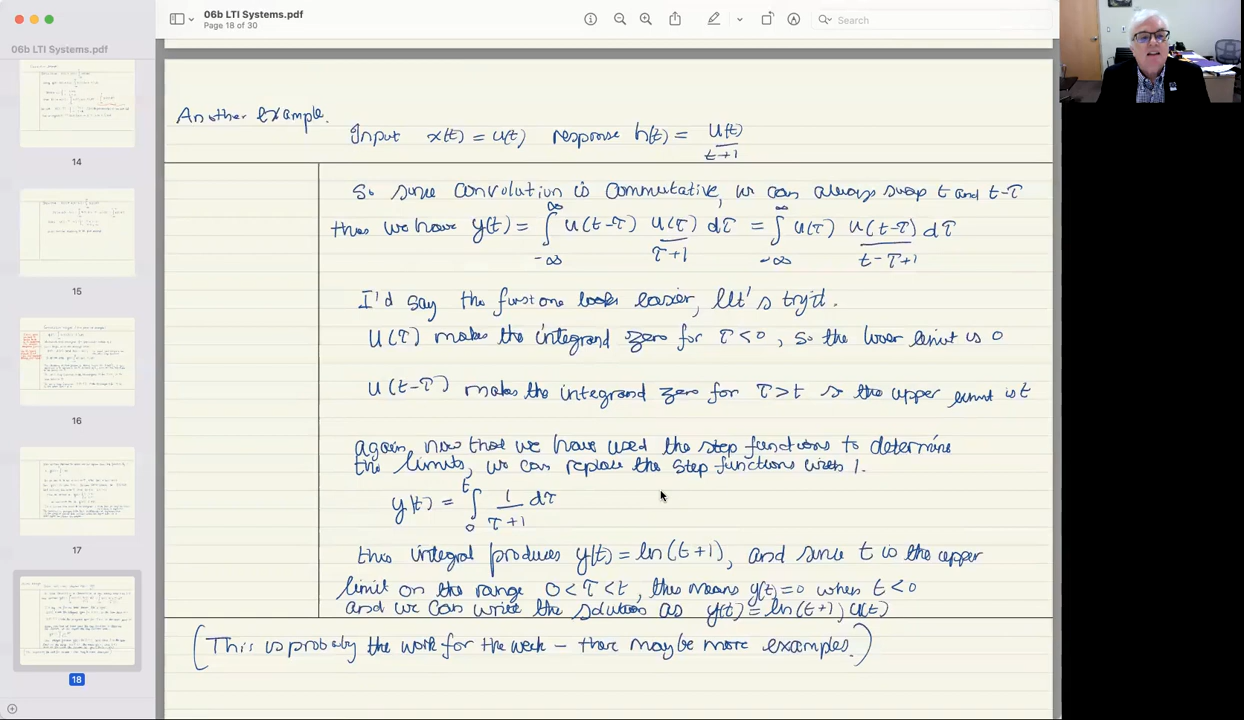 06b LTI Systems.pdf
Page 18 of 30
Search
06b LTI Systems.pdf
14
15
16
17
18
Another Example.
Input x(t) = u(t) response h(t) = u(t)/t+1
So since convolution is commutative, we can always swap t and t-τ
thus we have y(t) = ∫_{-∞}^{∞} u(t-τ) u(τ)/τ+1 dτ = ∫_{-∞}^{∞} u(τ) u(t-τ)/t-τ+1 dτ
I'd say the first one looks easier, let's try it.
u(τ) makes the integrand zero for τ<0, so the lower limit is 0
u(t-τ) makes the integrand zero for τ>t so the upper limit is t
again, now that we have used the step functions to determine
the limits, we can replace the step functions with 1.
y(t) = ∫_0^t 1/τ+1 dτ
this integral produces y(t) = ln(t+1), and since t is the upper
limit on the range 0<τ<t, this means y(t)=0 when t<0
and we can write the solution as y(t)=ln(t+1)u(t)
(This is probably the work for the week - there may be more examples.)